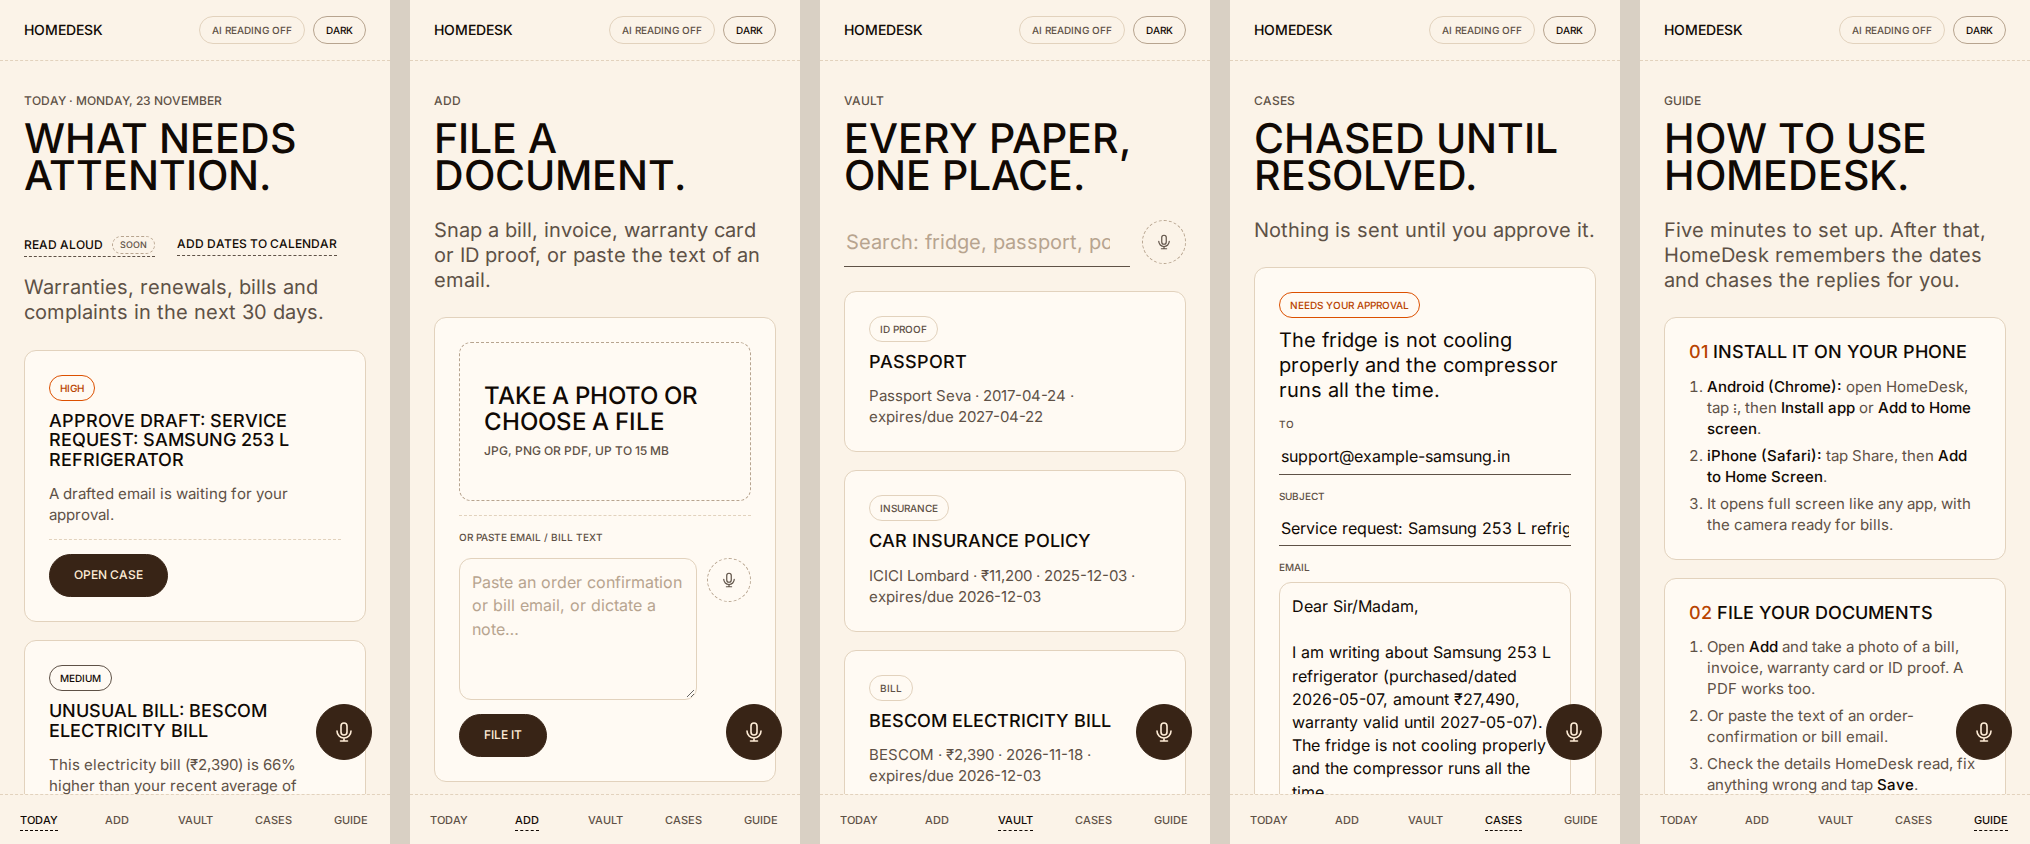 HOMEDESK
AI READING OFF
DARK
TODAY · MONDAY, 23 NOVEMBER
WHAT NEEDS
ATTENTION.
READ ALOUD SOON
ADD DATES TO CALENDAR
Warranties, renewals, bills and
complaints in the next 30 days.
HIGH
APPROVE DRAFT: SERVICE
REQUEST: SAMSUNG 253 L
REFRIGERATOR
A drafted email is waiting for your
approval.
OPEN CASE
MEDIUM
UNUSUAL BILL: BESCOM
ELECTRICITY BILL
This electricity bill (₹2,390) is 66%
higher than your recent average of
TODAY ADD VAULT CASES GUIDE
HOMEDESK
AI READING OFF
DARK
ADD
FILE A
DOCUMENT.
Snap a bill, invoice, warranty card
or ID proof, or paste the text of an
email.
TAKE A PHOTO OR
CHOOSE A FILE
JPG, PNG OR PDF, UP TO 15 MB
OR PASTE EMAIL / BILL TEXT
Paste an order confirmation
or bill email, or dictate a
note...
FILE IT
TODAY ADD VAULT CASES GUIDE
HOMEDESK
AI READING OFF
DARK
VAULT
EVERY PAPER,
ONE PLACE.
Search: fridge, passport, po
ID PROOF
PASSPORT
Passport Seva · 2017-04-24 ·
expires/due 2027-04-22
INSURANCE
CAR INSURANCE POLICY
ICICI Lombard · ₹11,200 · 2025-12-03 ·
expires/due 2026-12-03
BILL
BESCOM ELECTRICITY BILL
BESCOM · ₹2,390 · 2026-11-18 ·
expires/due 2026-12-03
TODAY ADD VAULT CASES GUIDE
HOMEDESK
AI READING OFF
DARK
CASES
CHASED UNTIL
RESOLVED.
Nothing is sent until you approve it.
NEEDS YOUR APPROVAL
The fridge is not cooling
properly and the compressor
runs all the time.
TO
support@example-samsung.in
SUBJECT
Service request: Samsung 253 L refrig
EMAIL
Dear Sir/Madam,
I am writing about Samsung 253 L
refrigerator (purchased/dated
2026-05-07, amount ₹27,490,
warranty valid until 2027-05-07).
The fridge is not cooling properly
and the compressor runs all the
time.
TODAY ADD VAULT CASES GUIDE
HOMEDESK
AI READING OFF
DARK
GUIDE
HOW TO USE
HOMEDESK.
Five minutes to set up. After that,
HomeDesk remembers the dates
and chases the replies for you.
01 INSTALL IT ON YOUR PHONE
1. Android (Chrome): open HomeDesk,
tap ⋮, then Install app or Add to Home
screen.
2. iPhone (Safari): tap Share, then Add
to Home Screen.
3. It opens full screen like any app, with
the camera ready for bills.
02 FILE YOUR DOCUMENTS
1. Open Add and take a photo of a bill,
invoice, warranty card or ID proof. A
PDF works too.
2. Or paste the text of an order-
confirmation or bill email.
3. Check the details HomeDesk read, fix
anything wrong and tap Save.
TODAY ADD VAULT CASES GUIDE